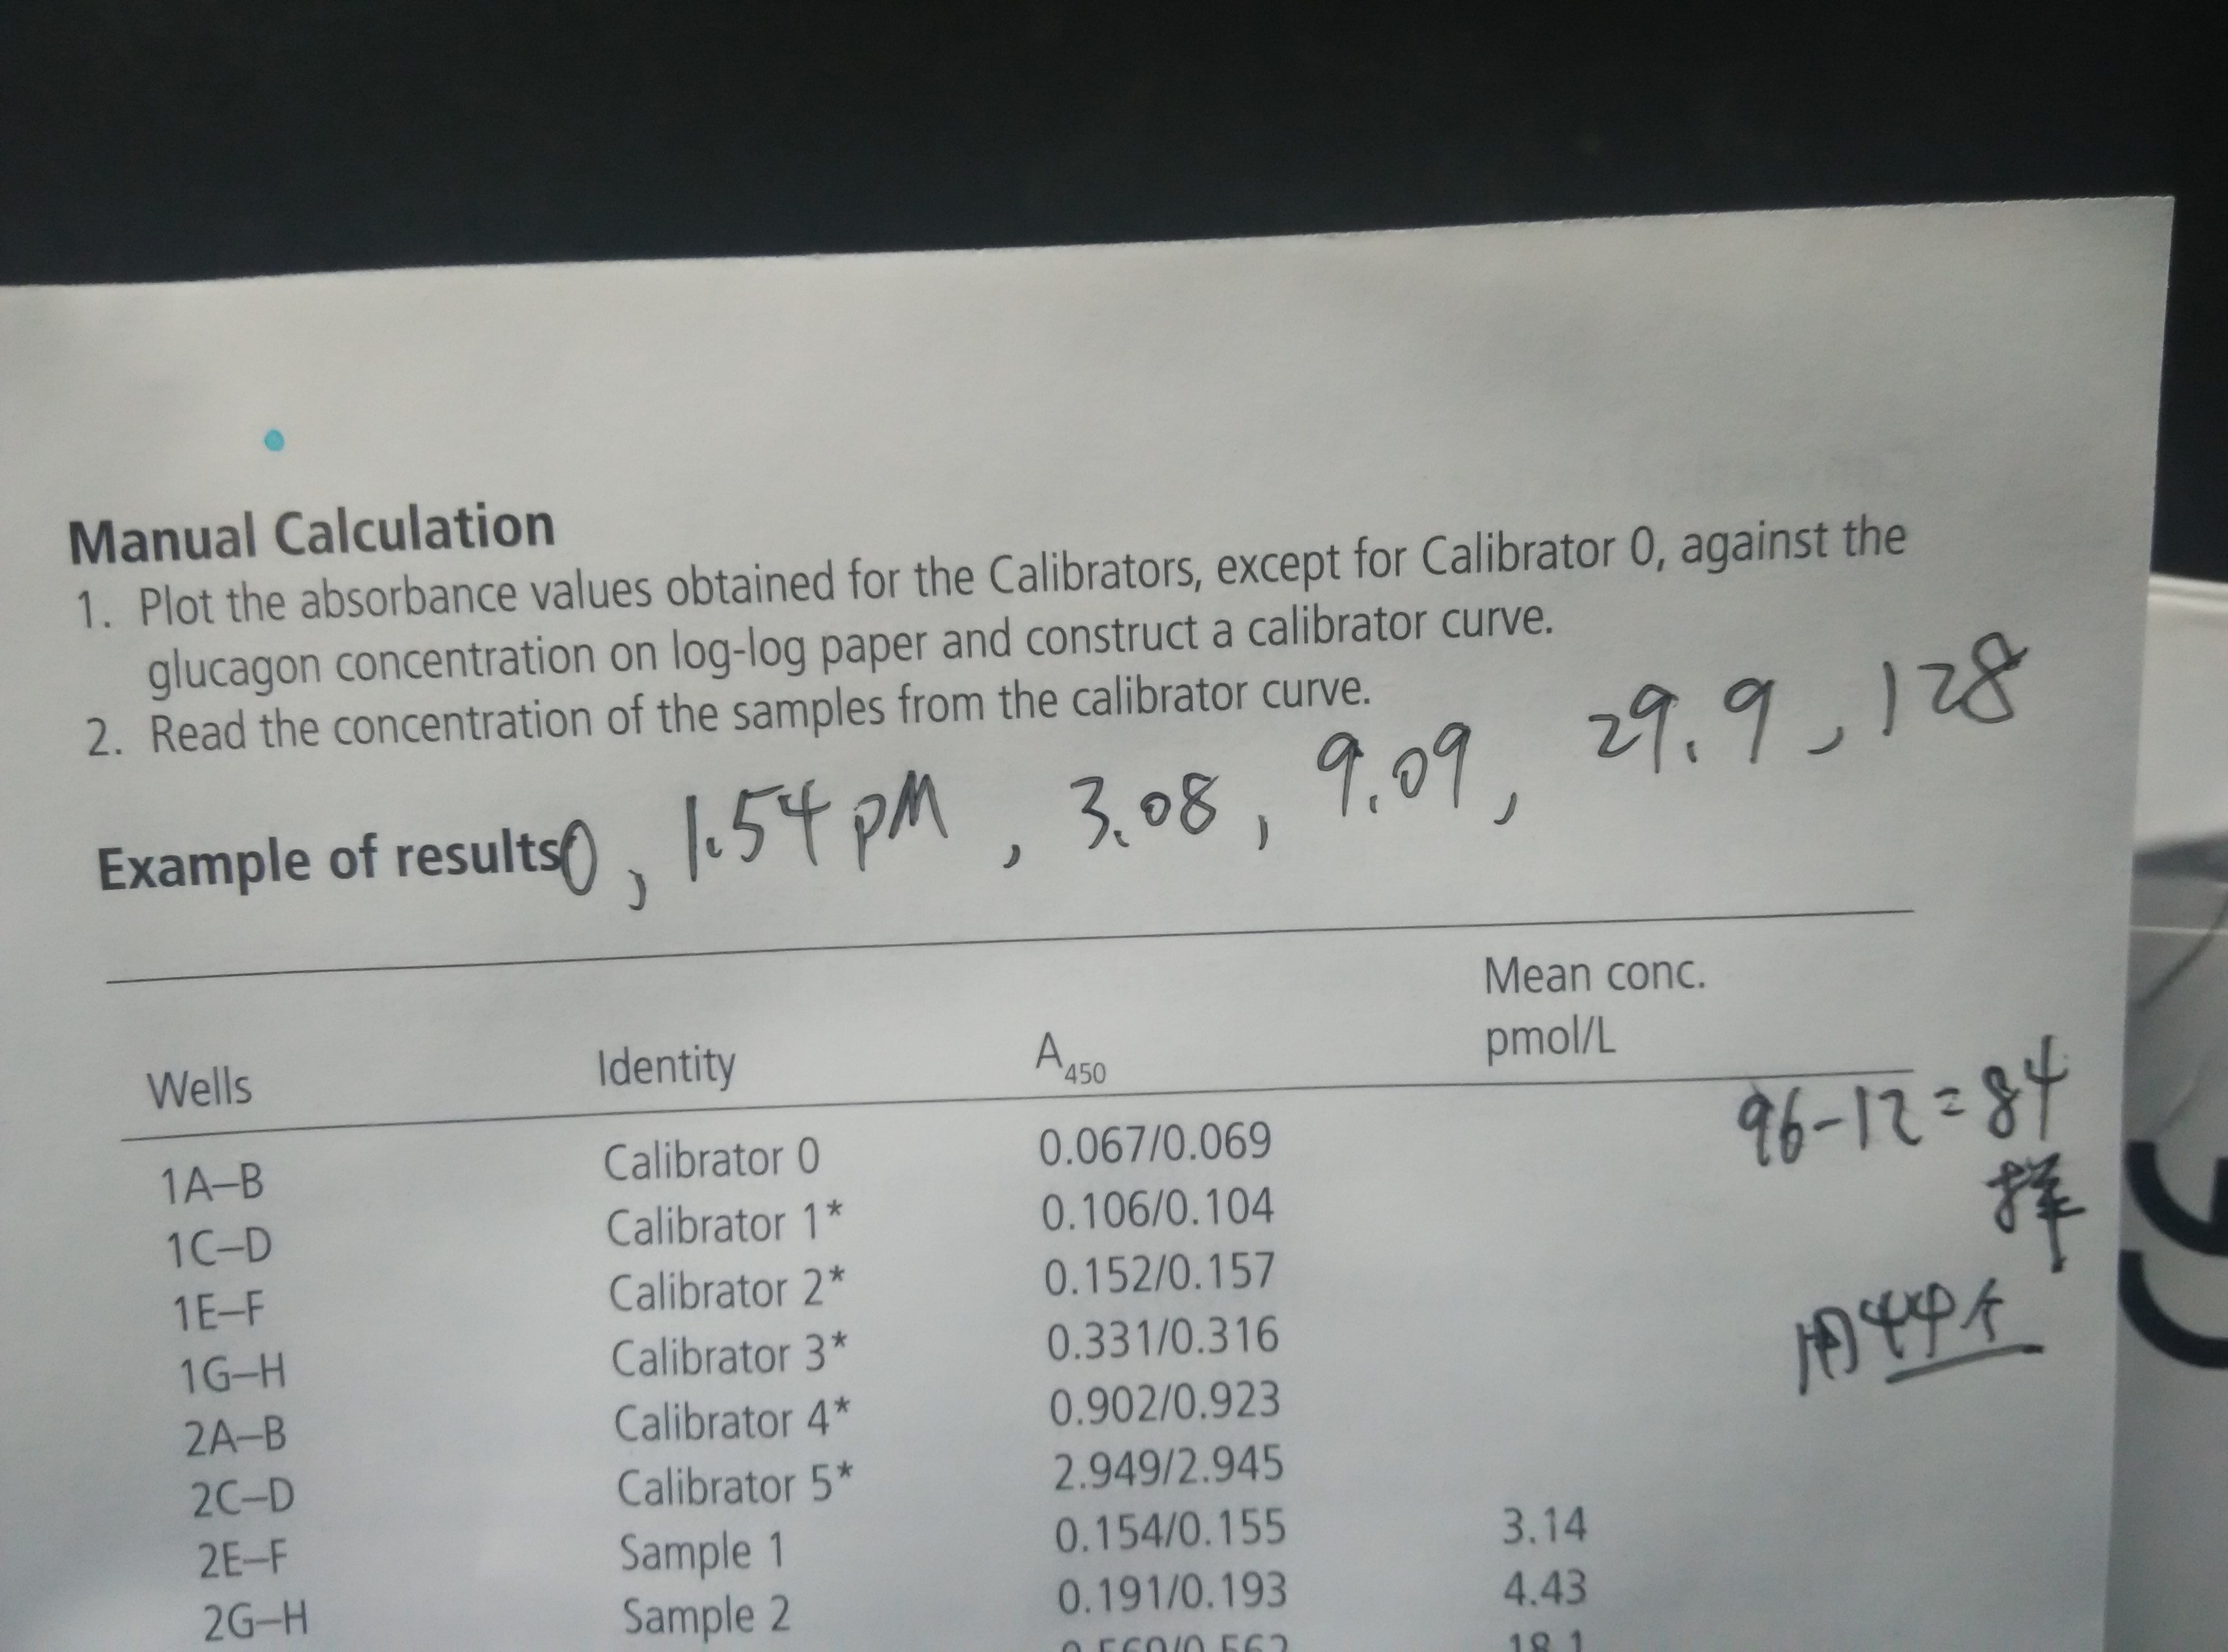 Manual Calculation
1. Plot the absorbance values obtained for the Calibrators, except for Calibrator 0, against the
glucagon concentration on log-log paper and construct a calibrator curve.
2. Read the concentration of the samples from the calibrator curve.
Example of results 0, 1.54 pM, 3.08, 9.09, 29.9, 128
Wells Identity A450 Mean conc. pmol/L
1A–B Calibrator 0 0.067/0.069
96-12=84
1C–D Calibrator 1* 0.106/0.104
样
1E–F Calibrator 2* 0.152/0.157
用44个
1G–H Calibrator 3* 0.331/0.316
2A–B Calibrator 4* 0.902/0.923
2C–D Calibrator 5* 2.949/2.945
2E–F Sample 1 0.154/0.155 3.14
2G–H Sample 2 0.191/0.193 4.43
0.560/0.562 18.1